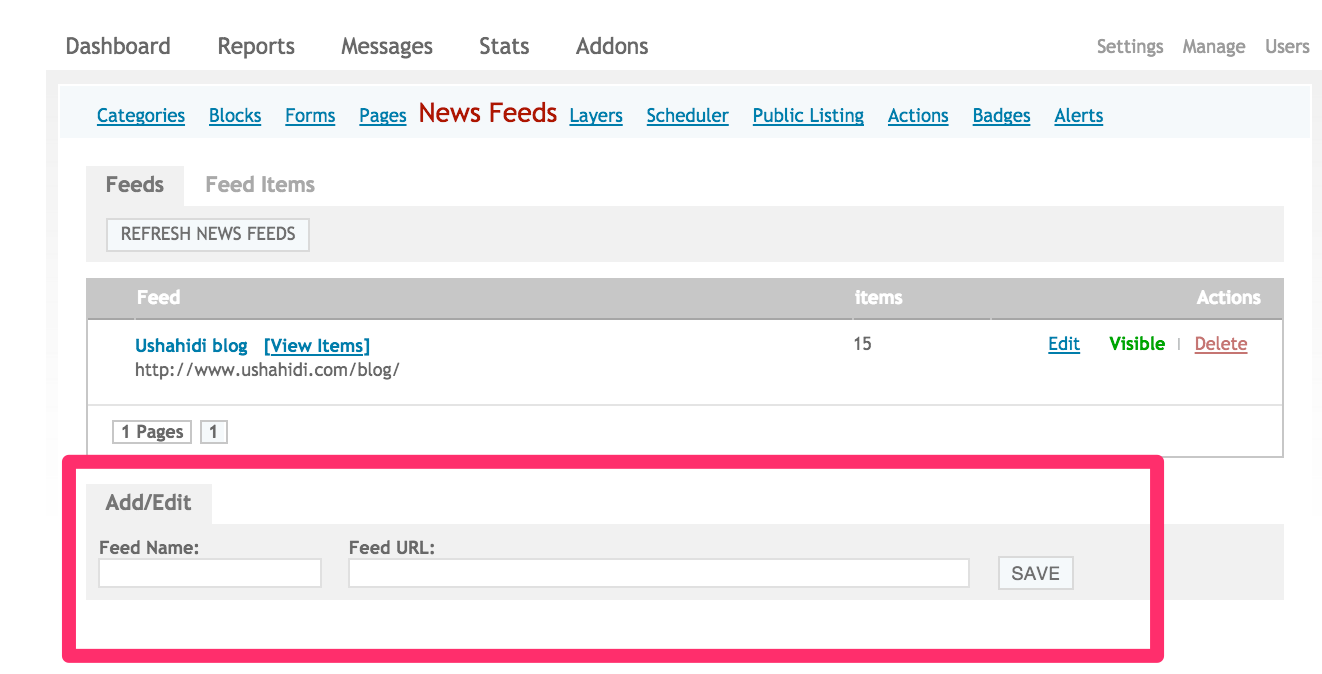 Dashboard Reports Messages Stats Addons Settings Manage Users
Categories Blocks Forms Pages News Feeds Layers Scheduler Public Listing Actions Badges Alerts
Feeds Feed Items
REFRESH NEWS FEEDS
Feed items Actions
Ushahidi blog [View Items] 15 Edit Visible | Delete
http://www.ushahidi.com/blog/
1 Pages 1
Add/Edit
Feed Name: Feed URL:
SAVE